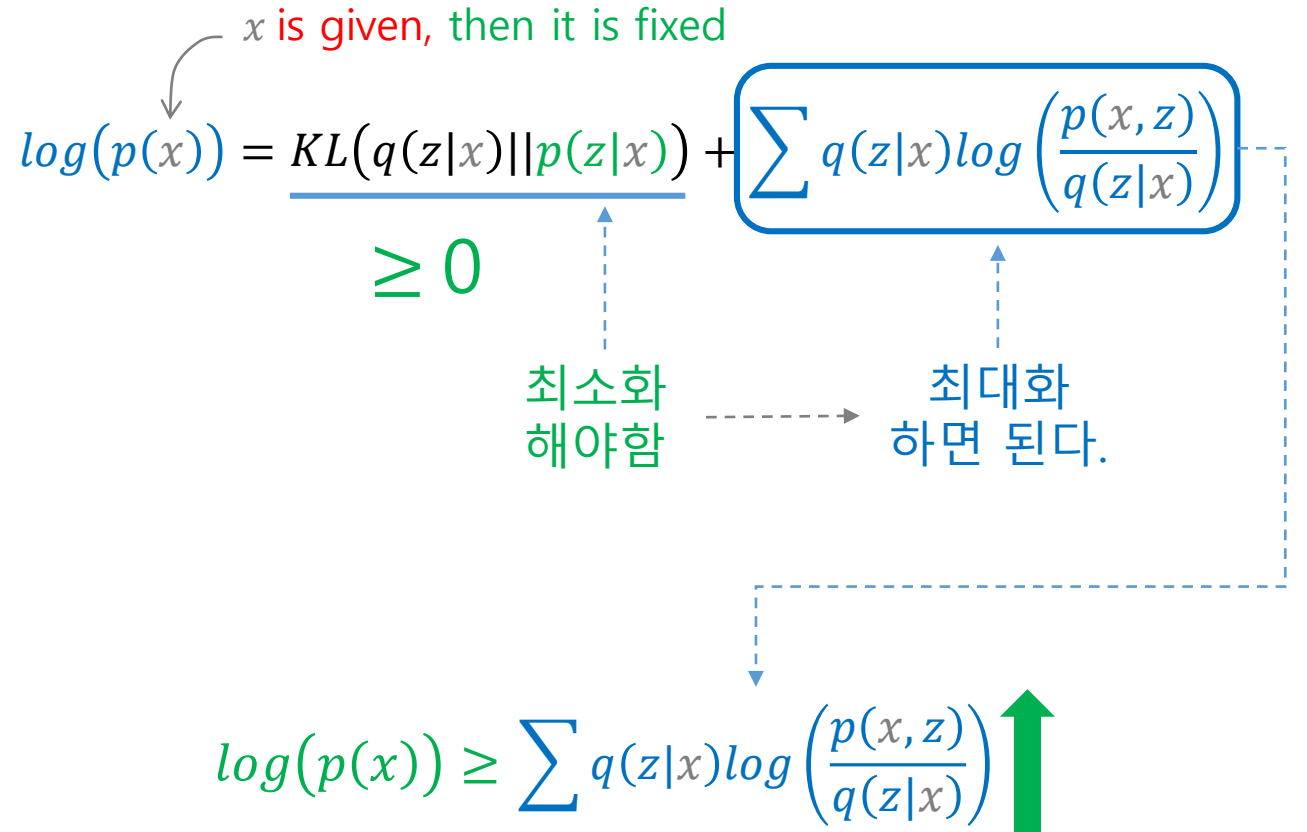 x is given, then it is fixed
log(p(x)) = KL(q(z|x)||p(z|x)) + ∑ q(z|x)log(p(x,z)/q(z|x))
≥ 0
최소화 최대화
해야함 하면 된다.
log(p(x)) ≥ ∑ q(z|x)log(p(x,z)/q(z|x))